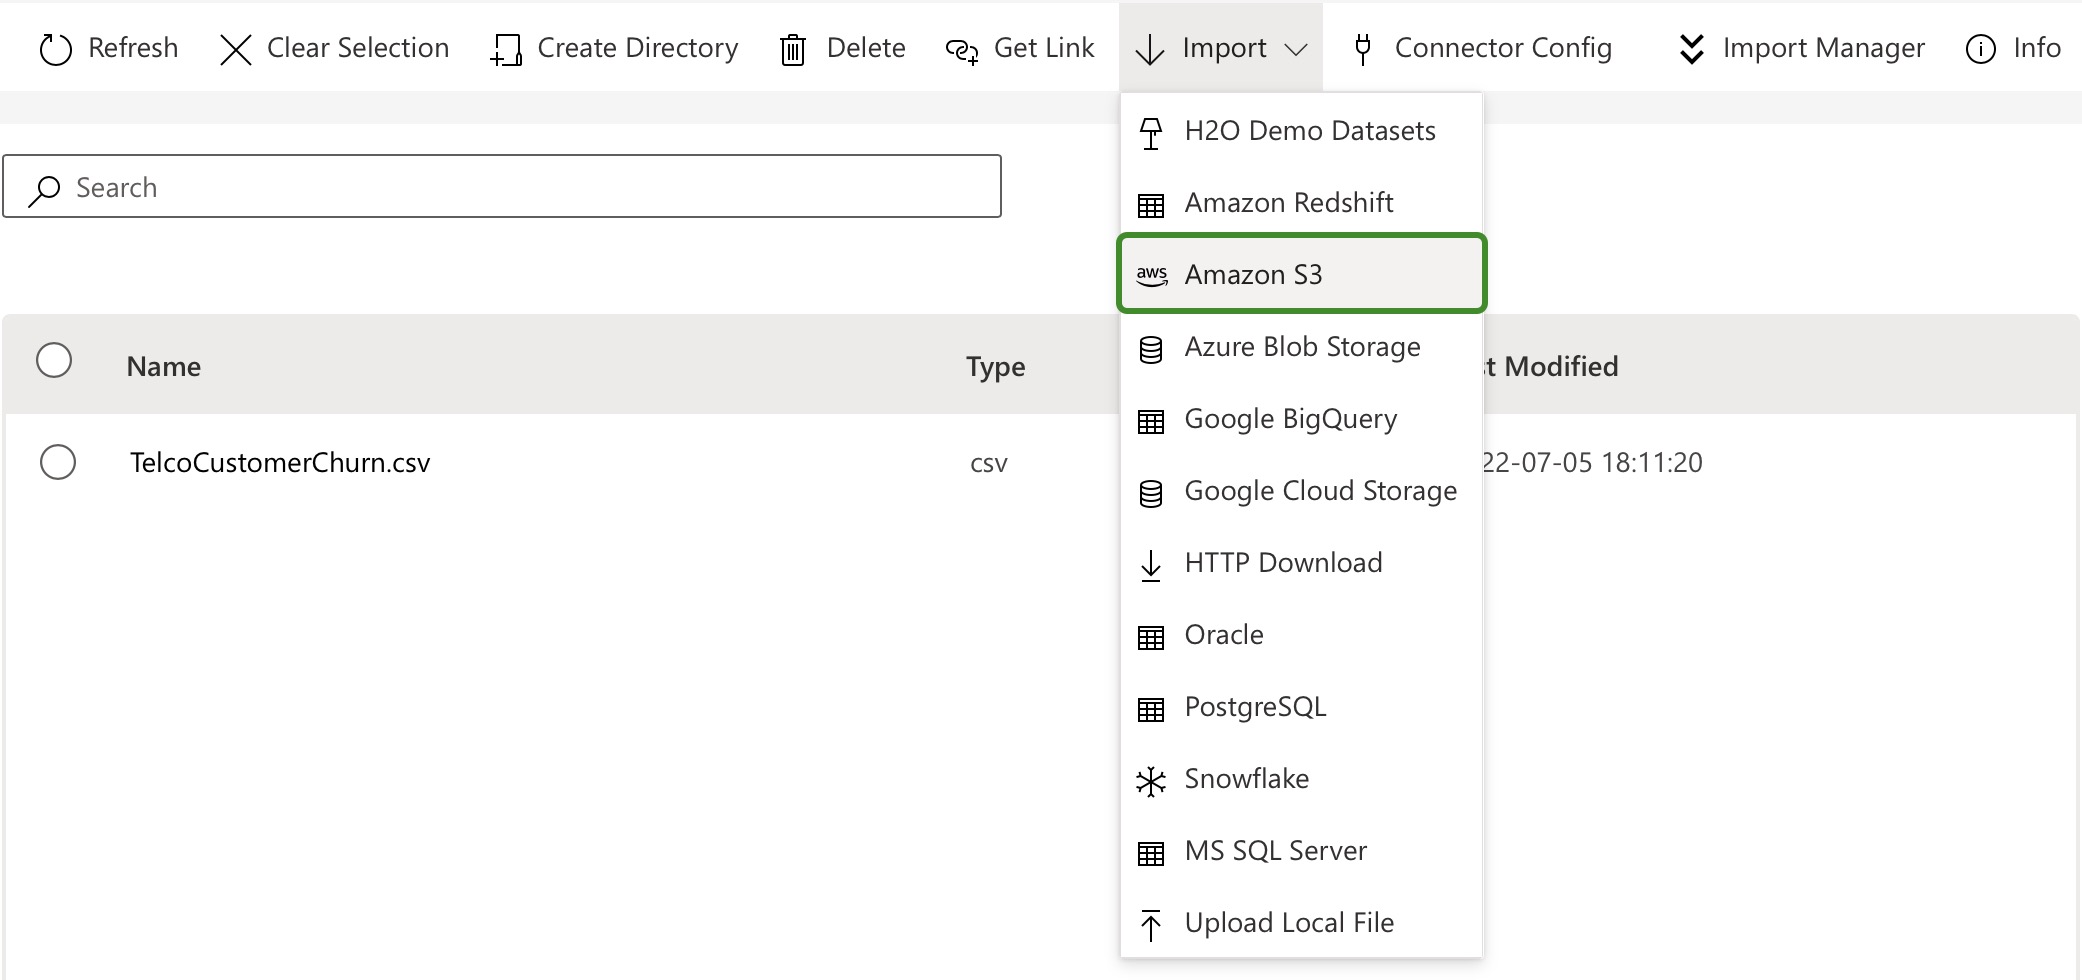 Refresh Clear Selection Create Directory Delete Get Link Import Connector Config Import Manager Info
H2O Demo Datasets
Amazon Redshift
aws Amazon S3
Azure Blob Storage
Google BigQuery
Google Cloud Storage
HTTP Download
Oracle
PostgreSQL
Snowflake
MS SQL Server
Upload Local File
Search
Name Type t Modified
TelcoCustomerChurn.csv csv 22-07-05 18:11:20